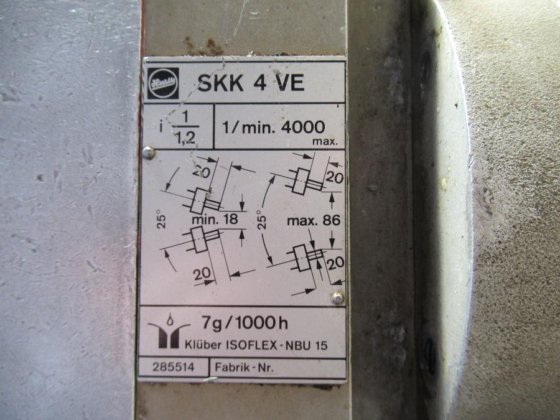 SKK 4 VE
i 1/1,2
1/min. 4000
max.
20
20
25°
min. 18
25°
max. 86
20
20
7g/1000h
Klüber ISOFLEX-NBU 15
285514 Fabrik-Nr.